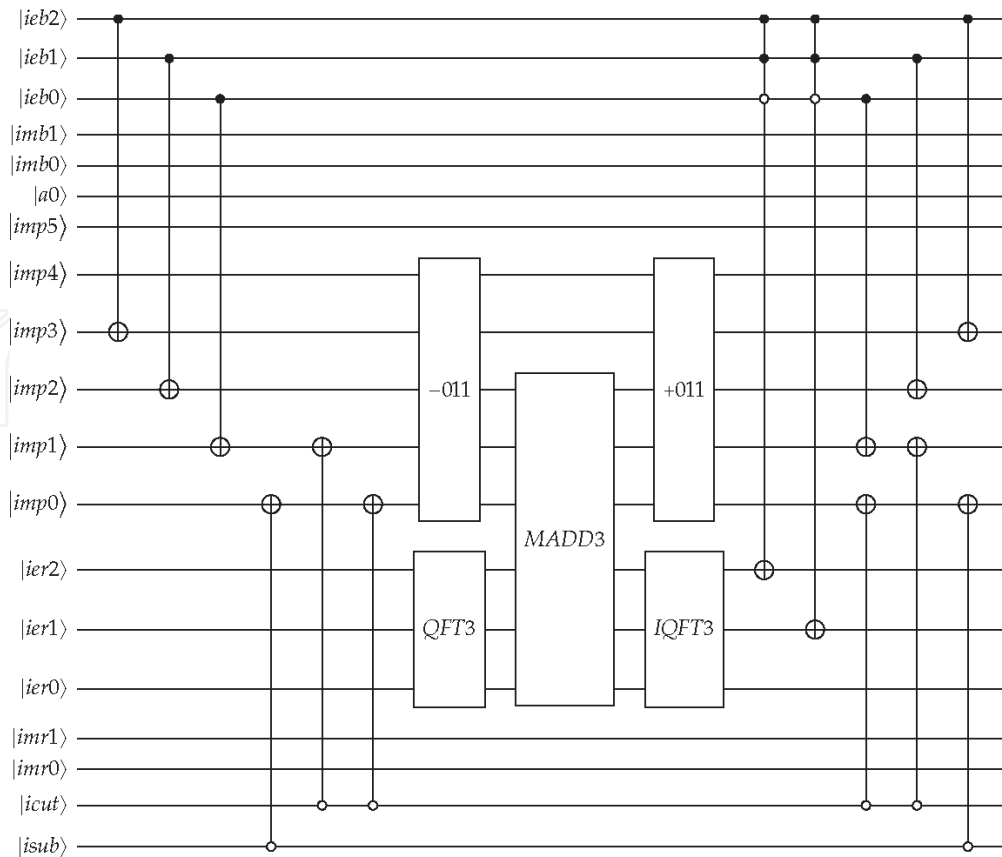 |ieb2⟩
|ieb1⟩
|ieb0⟩
|imb1⟩
|imb0⟩
|a0⟩
|imp5⟩
|imp4⟩
|imp3⟩
|imp2⟩
−011
+011
|imp1⟩
|imp0⟩
MADD3
|ier2⟩
|ier1⟩
QFT3
IQFT3
|ier0⟩
|imr1⟩
|imr0⟩
|icut⟩
|isub⟩